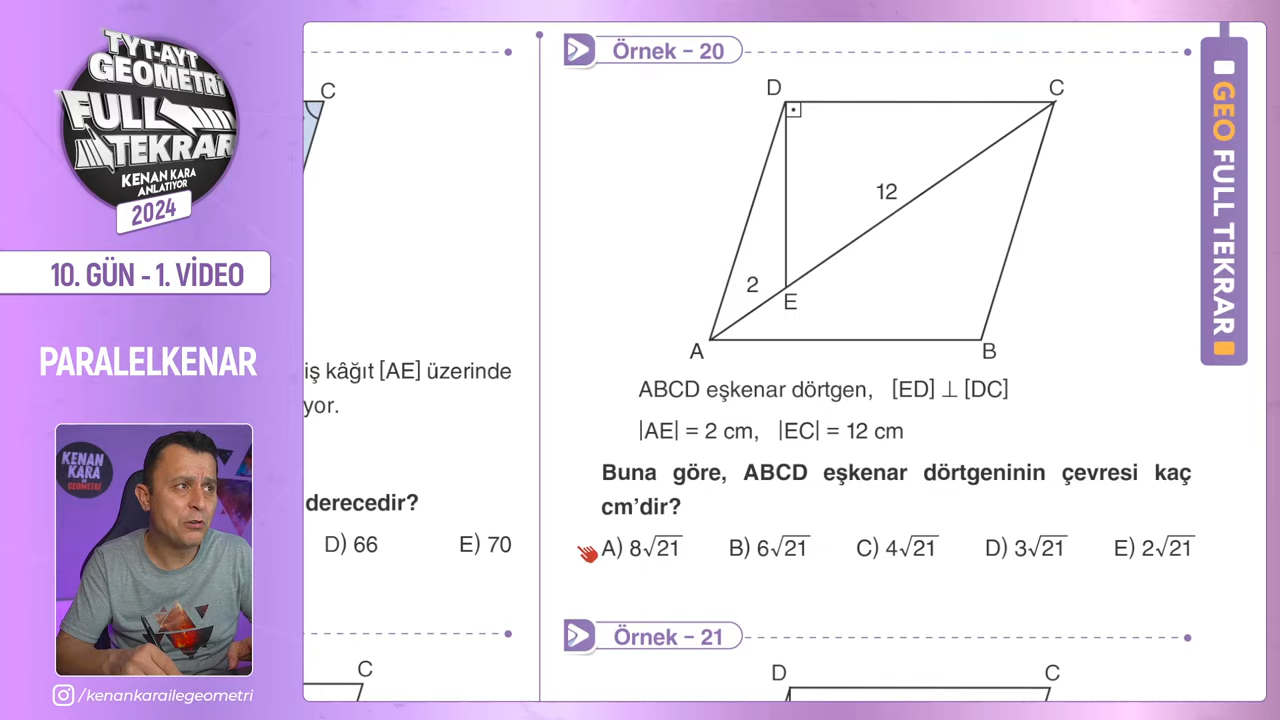 TYT-AYT
GEOMETRİ
FULL
TEKRAR
KENAN KARA
ANLATIYOR
2024
10. GÜN - 1. VİDEO
PARALELKENAR
KENAN
KARA
ile
GEOMETRİ
/kenankarailegeometri
C
iş kâğıt [AE] üzerinde
yor.
derecedir?
D) 66 E) 70
C
Örnek – 20
D C
12
2
E
A B
ABCD eşkenar dörtgen, [ED] ⊥ [DC]
|AE| = 2 cm, |EC| = 12 cm
Buna göre, ABCD eşkenar dörtgeninin çevresi kaç
cm'dir?
A) 8√21 B) 6√21 C) 4√21 D) 3√21 E) 2√21
Örnek – 21
D C
GEO FULL TEKRAR